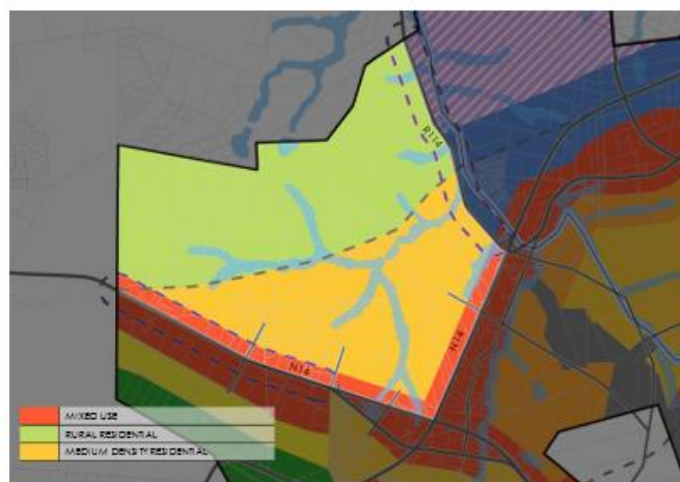 R114
N14
N14
MIXED USE
RURAL RESIDENTIAL
MEDIUM DENSITY RESIDENTIAL